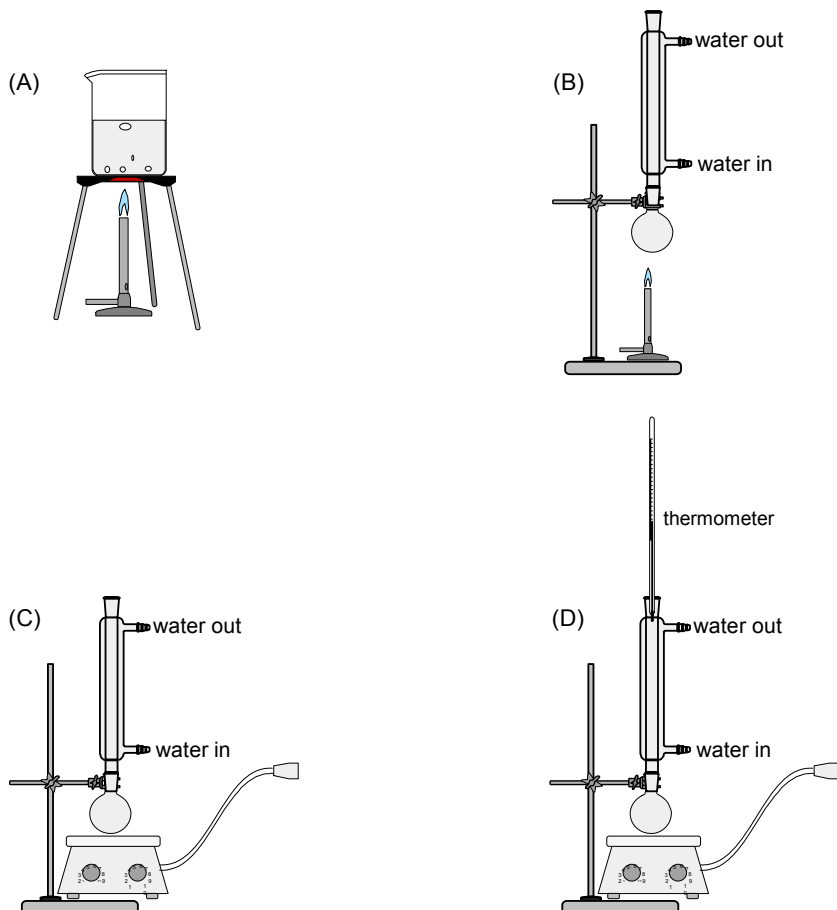 (A)
(B)
water out
water in
thermometer
(C)
water out
water in
(D)
water out
water in